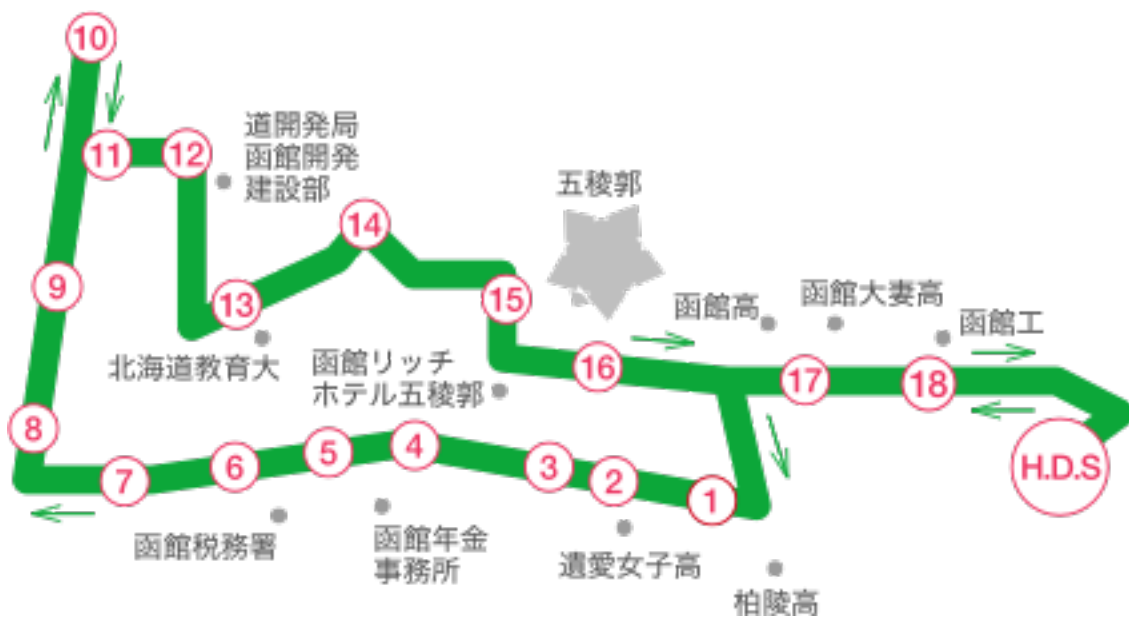 10
道開発局
函館開発
建設部
11
12
五稜郭
14
9
13
15
函館高
函館大妻高
函館工
北海道教育大
函館リッチ
ホテル五稜郭
16
17
18
8
7
6
5
4
3
2
1
H.D.S
函館税務署
函館年金
事務所
遺愛女子高
柏陵高